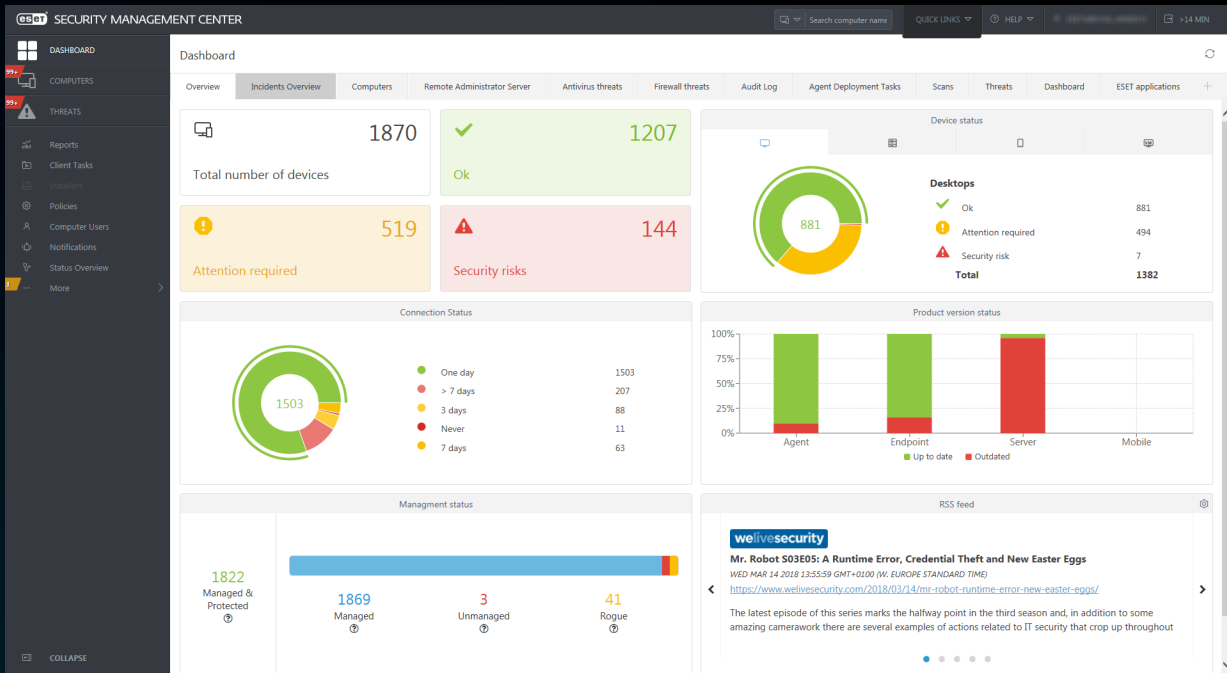 eset SECURITY MANAGEMENT CENTER
Search computer name
QUICK LINKS
HELP
>14 MIN
DASHBOARD
99+
COMPUTERS
99+
THREATS
Reports
Client Tasks
Installers
Policies
Computer Users
Notifications
Status Overview
More
COLLAPSE
Dashboard
Overview Incidents Overview Computers Remote Administrator Server Antivirus threats Firewall threats Audit Log Agent Deployment Tasks Scans Threats Dashboard ESET applications
1870
Total number of devices
1207
Ok
519
Attention required
144
Security risks
Device status
881
Desktops
Ok 881
Attention required 494
Security risk 7
Total 1382
Connection Status
1503
One day 1503
> 7 days 207
3 days 88
Never 11
7 days 63
Product version status
100%
75%
50%
25%
0%
Agent Endpoint Server Mobile
Up to date Outdated
Managment status
1822
Managed &
Protected
1869
Managed
3
Unmanaged
41
Rogue
RSS feed
welivesecurity
Mr. Robot S03E05: A Runtime Error, Credential Theft and New Easter Eggs
WED MAR 14 2018 13:55:59 GMT+0100 (W. EUROPE STANDARD TIME)
https://www.welivesecurity.com/2018/03/14/mr-robot-runtime-error-new-easter-eggs/
The latest episode of this series marks the halfway point in the third season and, in addition to some
amazing camerawork there are several examples of actions related to IT security that crop up throughout